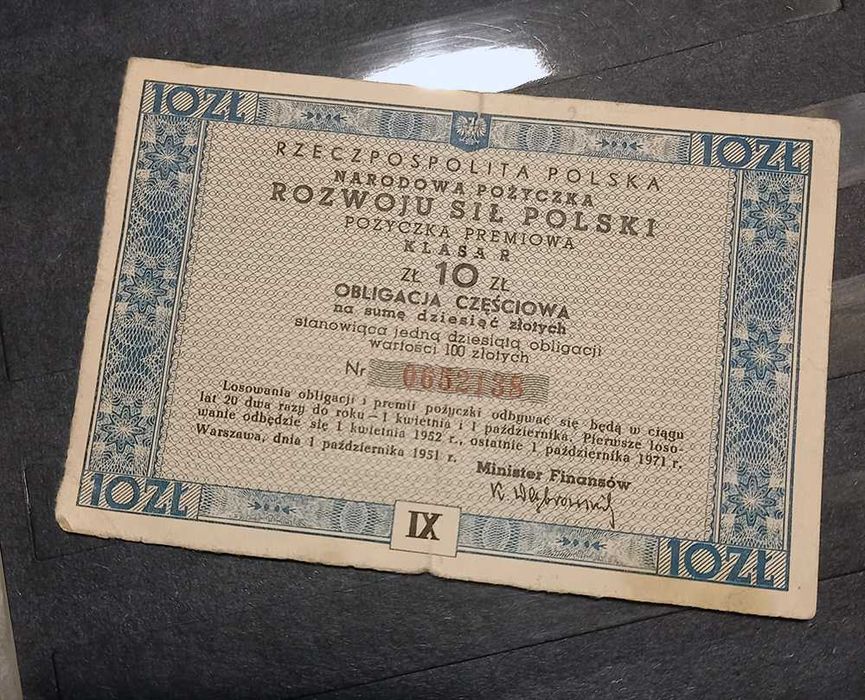 10ZŁ 10ZŁ
RZECZPOSPOLITA POLSKA
NARODOWA POŻYCZKA
ROZWOJU SIŁ POLSKI
POŻYCZKA PREMIOWA
KLASA R
ZŁ 10 ZŁ
OBLIGACJA CZĘŚCIOWA
na sumę dziesięć złotych
stanowiąca jedną dziesiątą obligacji
wartości 100 złotych
Nr 0652138
Losowania obligacji i premii pożyczki odbywać się będą w ciągu
lat 20 dwa razy do roku — 1 kwietnia i 1 października. Pierwsze loso-
wanie odbędzie się 1 kwietnia 1952 r., ostatnie 1 października 1971 r.
Warszawa, dnia 1 października 1951 r.
Minister Finansów
10ZŁ IX 10ZŁ